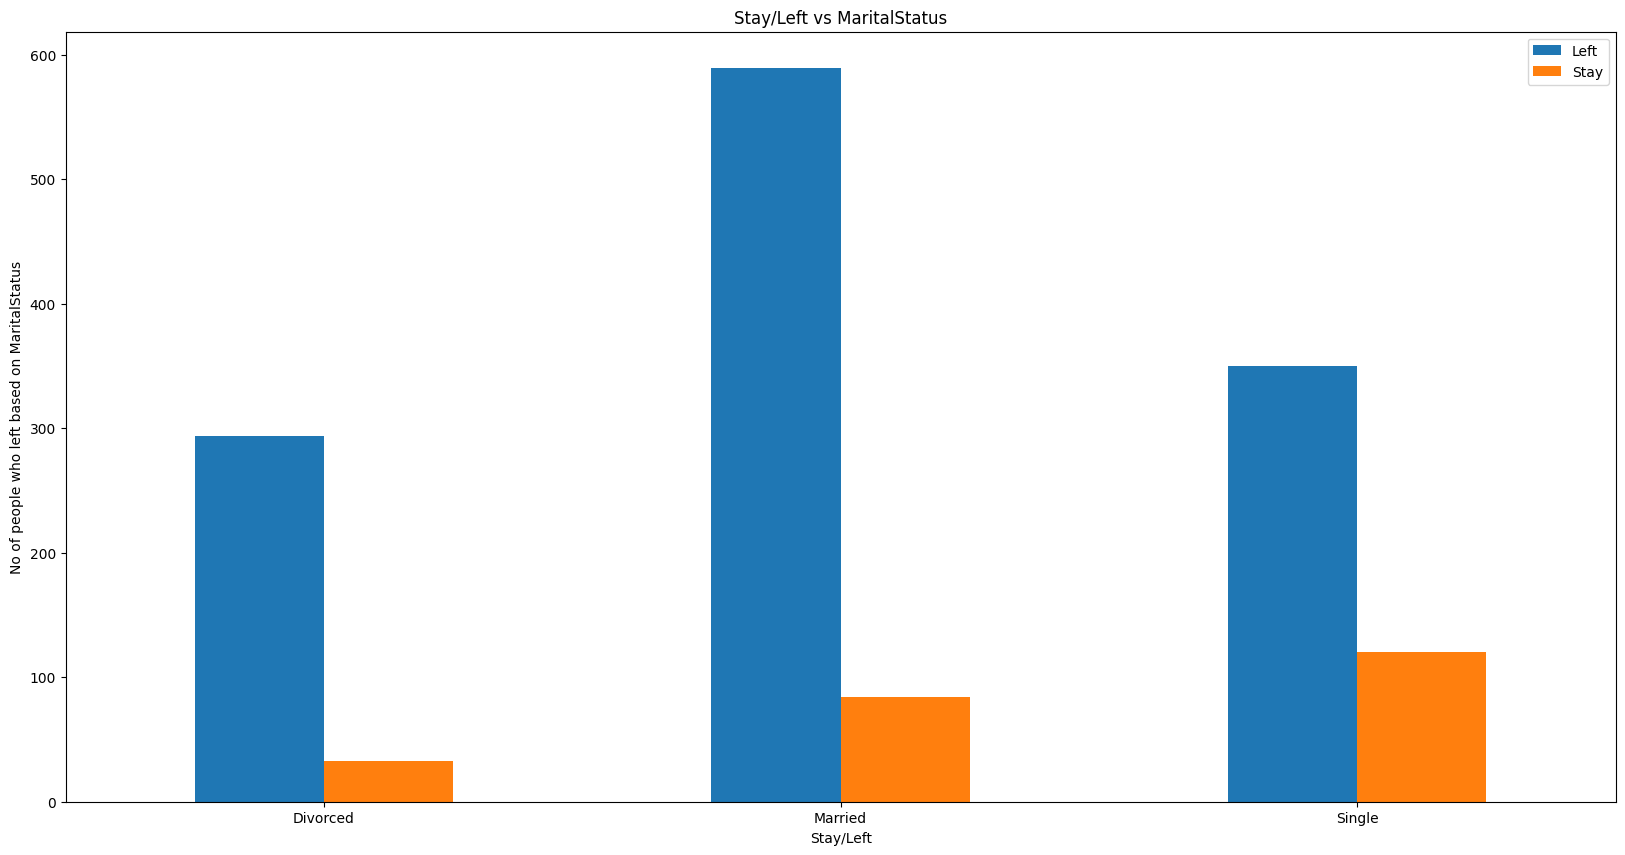 Stay/Left vs MaritalStatus
Left
Stay
600
500
400
300
200
100
0
No of people who left based on MaritalStatus
Divorced
Married
Single
Stay/Left